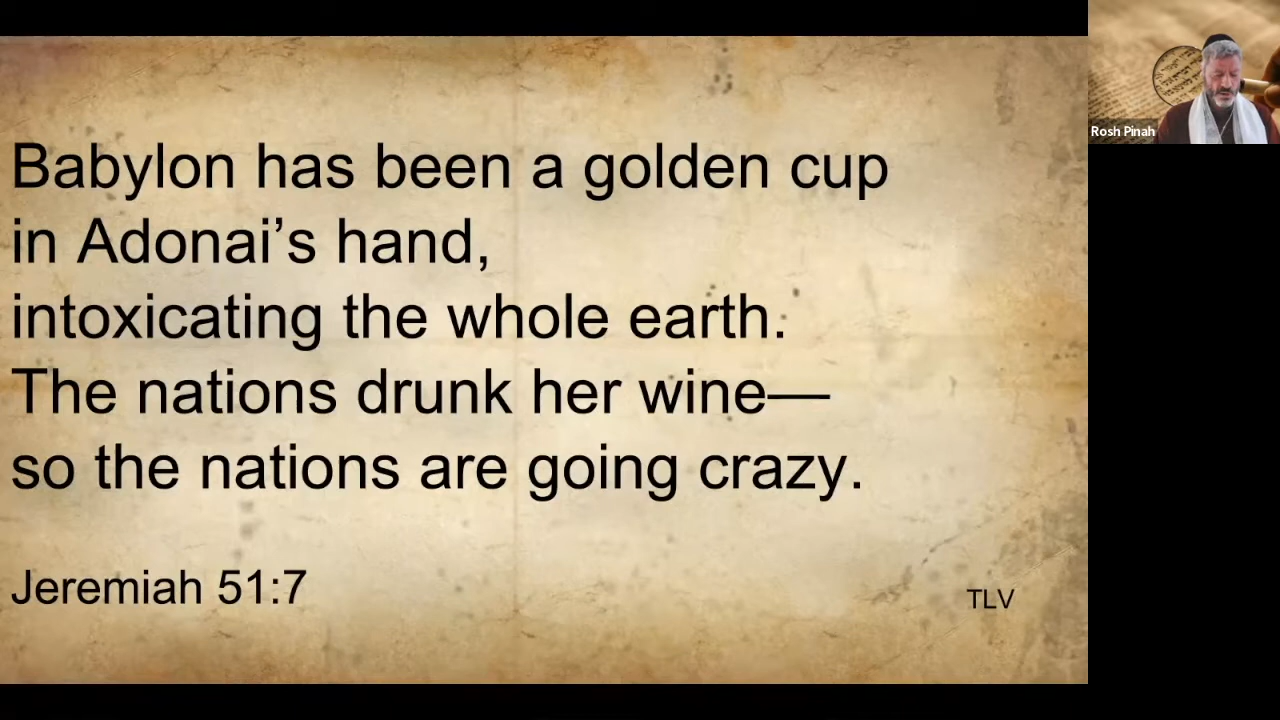 Babylon has been a golden cup
in Adonai’s hand,
intoxicating the whole earth.
The nations drunk her wine—
so the nations are going crazy.
Jeremiah 51:7
TLV
Rosh Pinah